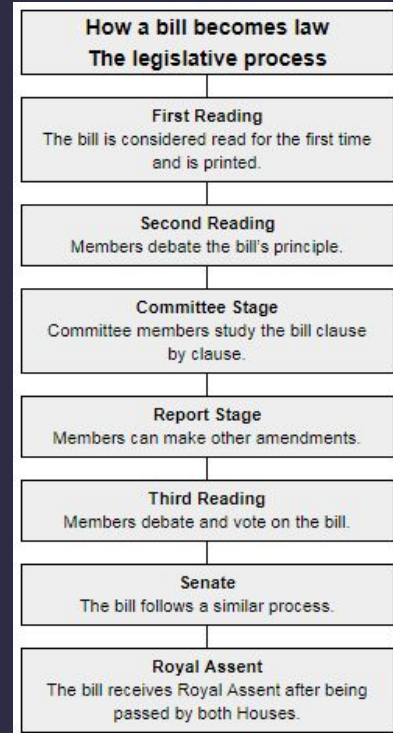 How a bill becomes law
The legislative process
First Reading
The bill is considered read for the first time
and is printed.
Second Reading
Members debate the bill's principle.
Committee Stage
Committee members study the bill clause
by clause.
Report Stage
Members can make other amendments.
Third Reading
Members debate and vote on the bill.
Senate
The bill follows a similar process.
Royal Assent
The bill receives Royal Assent after being
passed by both Houses.